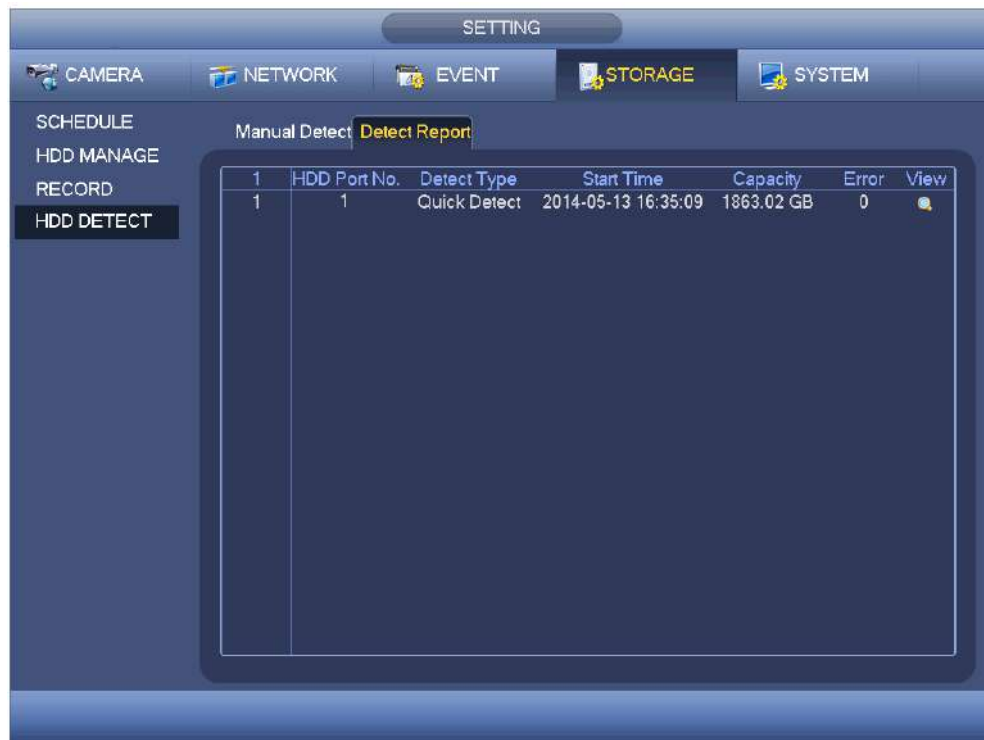 SETTING
CAMERA NETWORK EVENT STORAGE SYSTEM
SCHEDULE
HDD MANAGE
RECORD
HDD DETECT
Manual Detect Detect Report
1 HDD Port No. Detect Type Start Time Capacity Error View
1 1 Quick Detect 2014-05-13 16:35:09 1863.02 GB 0